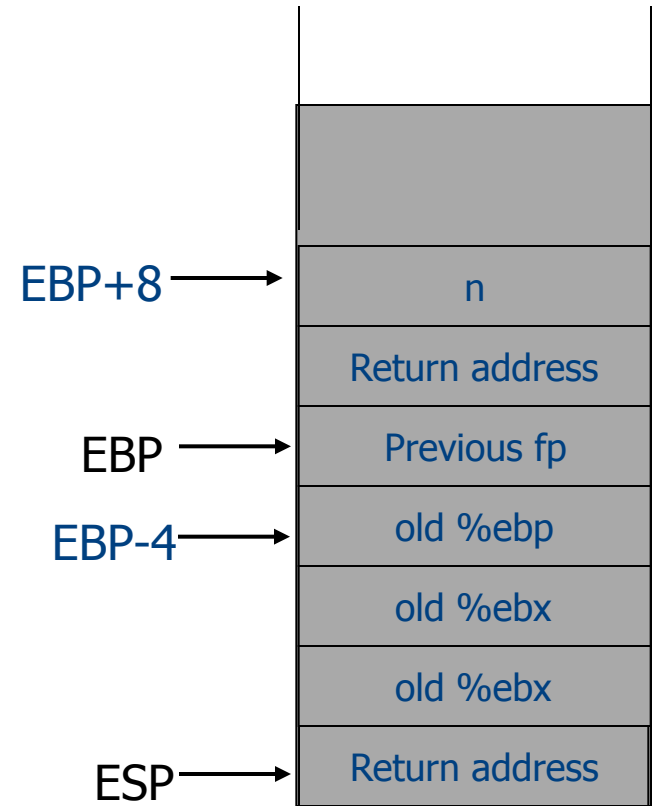 EBP+8
n
Return address
EBP
Previous fp
EBP-4
old %ebp
old %ebx
old %ebx
ESP
Return address